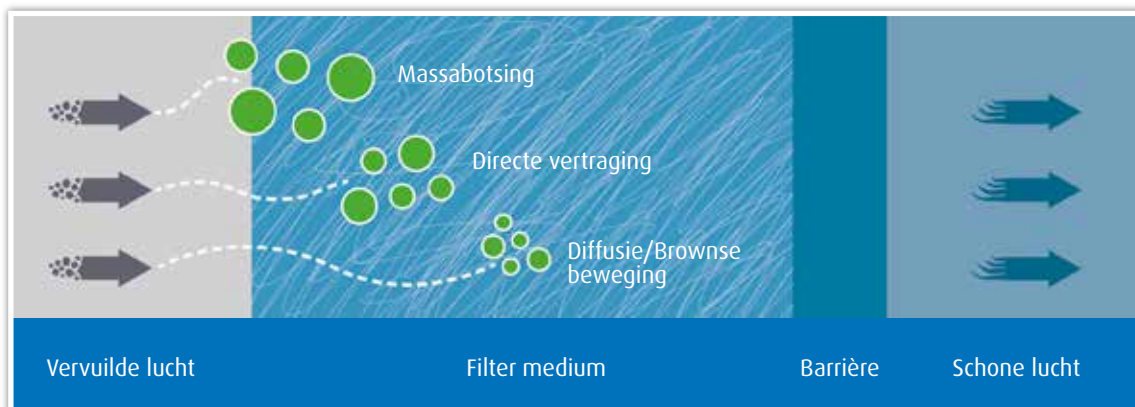 Massabotsing
Directe vertraging
Diffusie/Brownse
beweging
Vervuilde lucht
Filter medium
Barrière
Schone lucht